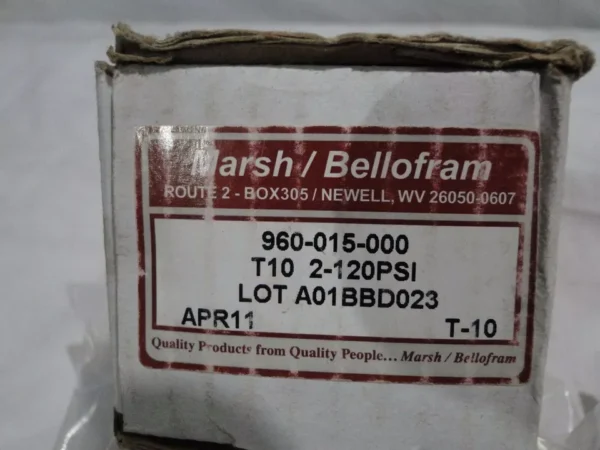 Marsh / Bellofram
ROUTE 2 - BOX305 / NEWELL, WV 26050-0607
960-015-000
T10 2-120PSI
LOT A01BBD023
APR11 T-10
Quality Products from Quality People... Marsh / Bellofram